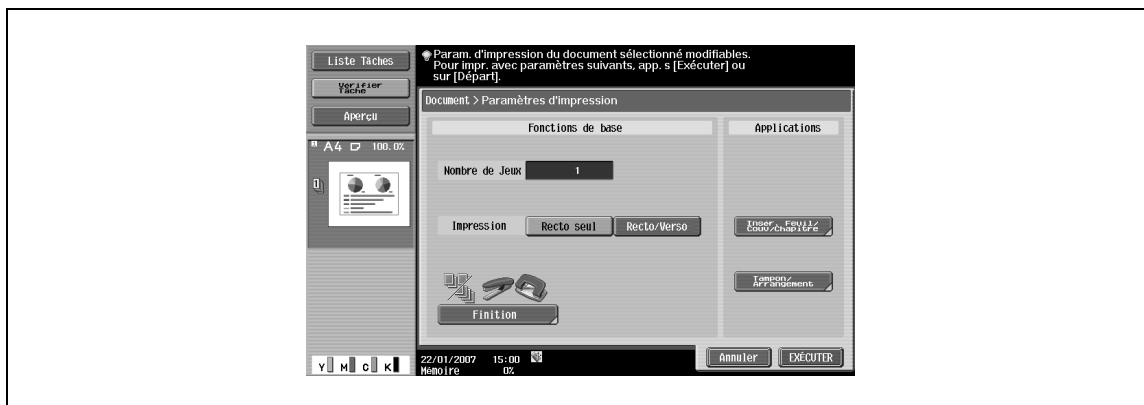 Liste Tâches
Vérifier
Tâche
Aperçu
A4 100.0%
1
Y M C K
Param. d'impression du document sélectionné modifiables.
Pour impr. avec paramètres suivants, app. s [Exécuter] ou
sur [Départ].
Document > Paramètres d'impression
Fonctions de base
Nombre de Jeux 1
Impression Recto seul Recto/Verso
Finition
Applications
Insér. Feuil/
Couv/Chapitre
Tampon/
Arrangement
22/01/2007 15:00
Mémoire 0%
Annuler EXÉCUTER